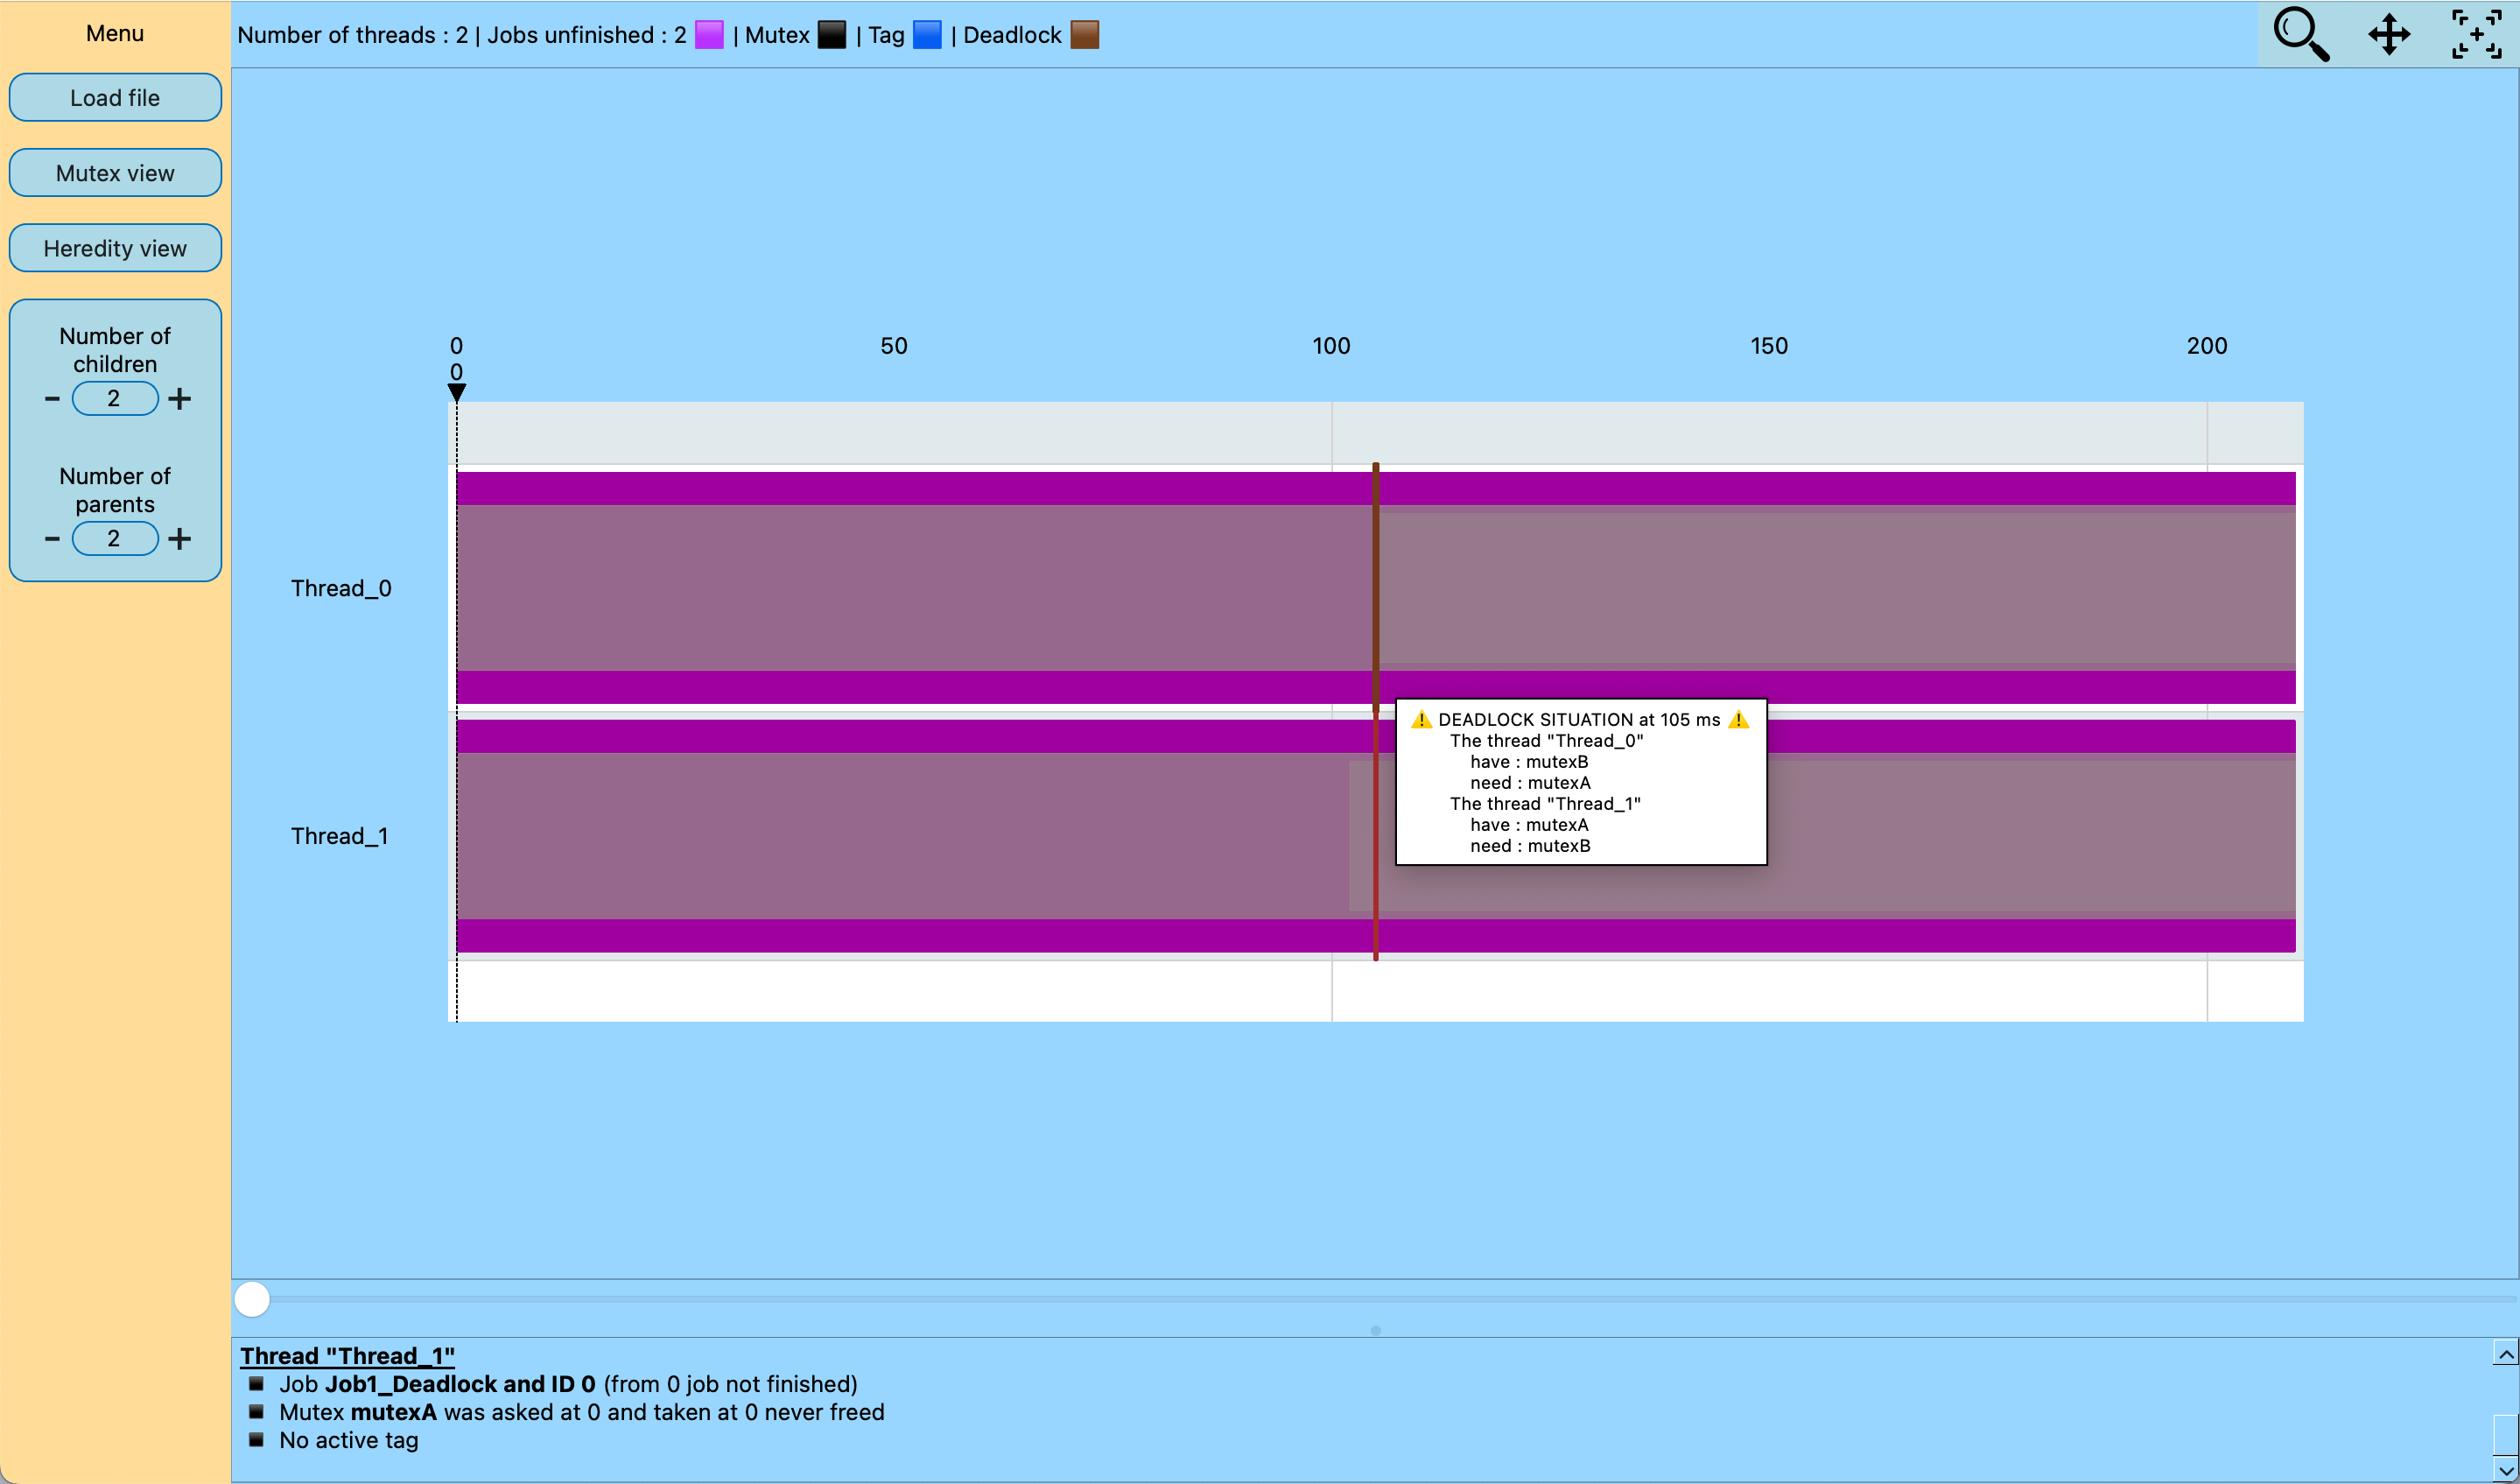 Menu
Load file
Mutex view
Heredity view
Number of
children
- 2 +
Number of
parents
- 2 +
Number of threads : 2 | Jobs unfinished : 2 | Mutex | Tag | Deadlock
0 50 100 150 200
0
Thread_0
Thread_1
⚠️ DEADLOCK SITUATION at 105 ms ⚠️
The thread "Thread_0"
have : mutexB
need : mutexA
The thread "Thread_1"
have : mutexA
need : mutexB
Thread "Thread_1"
Job Job1_Deadlock and ID 0 (from 0 job not finished)
Mutex mutexA was asked at 0 and taken at 0 never freed
No active tag